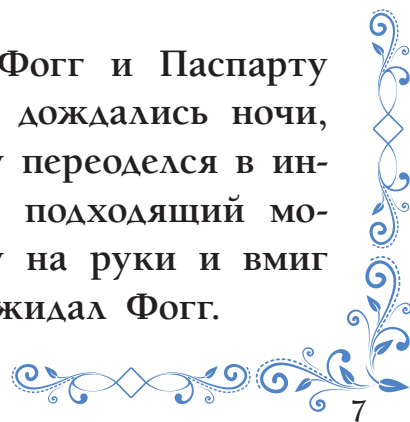 Фогг и Паспарту
дождались ночи,
у переоделся в ин-
подходящий мо-
у на руки и вмиг
жидал Фогг.
7